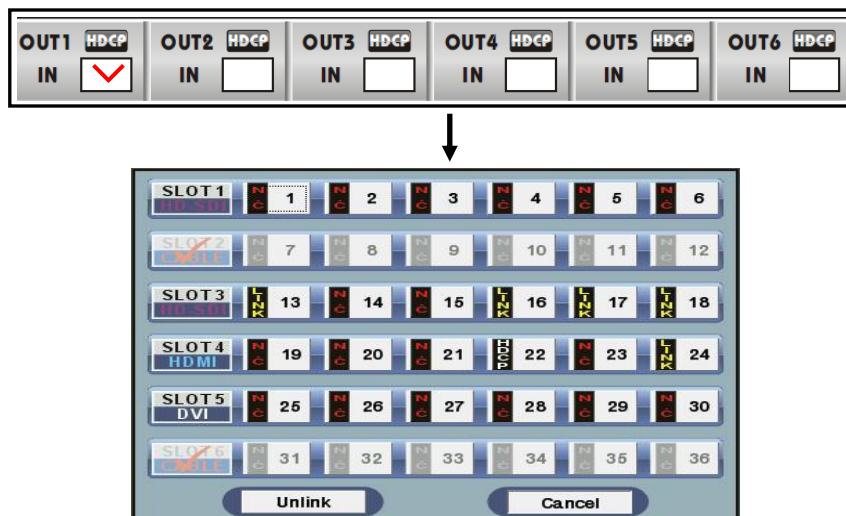 OUT1 HDCP OUT2 HDCP OUT3 HDCP OUT4 HDCP OUT5 HDCP OUT6 HDCP
IN IN IN IN IN IN
SLOT1 NC 1 NC 2 NC 3 NC 4 NC 5 NC 6
HD-SDI
SLOT2 NC 7 NC 8 NC 9 NC 10 NC 11 NC 12
CABLE
SLOT3 LINK 13 NC 14 NC 15 LINK 16 LINK 17 LINK 18
HD-SDI
SLOT4 NC 19 NC 20 NC 21 HDCP 22 NC 23 LINK 24
HDMI
SLOT5 NC 25 NC 26 NC 27 NC 28 NC 29 NC 30
DVI
SLOT6 NC 31 NC 32 NC 33 NC 34 NC 35 NC 36
CABLE
Unlink Cancel